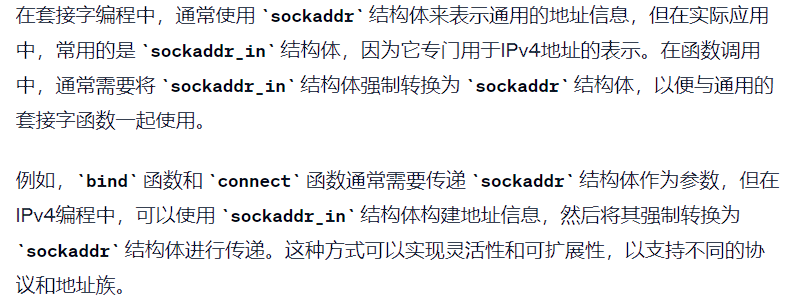 在套接字编程中，通常使用 `sockaddr` 结构体来表示通用的地址信息，但在实际应用
中，常用的是 `sockaddr_in` 结构体，因为它专门用于IPv4地址的表示。在函数调用
中，通常需要将 `sockaddr_in` 结构体强制转换为 `sockaddr` 结构体，以便与通用的
套接字函数一起使用。
例如，`bind` 函数和 `connect` 函数通常需要传递 `sockaddr` 结构体作为参数，但在
IPv4编程中，可以使用 `sockaddr_in` 结构体构建地址信息，然后将其强制转换为
`sockaddr` 结构体进行传递。这种方式可以实现灵活性和可扩展性，以支持不同的协
议和地址族。